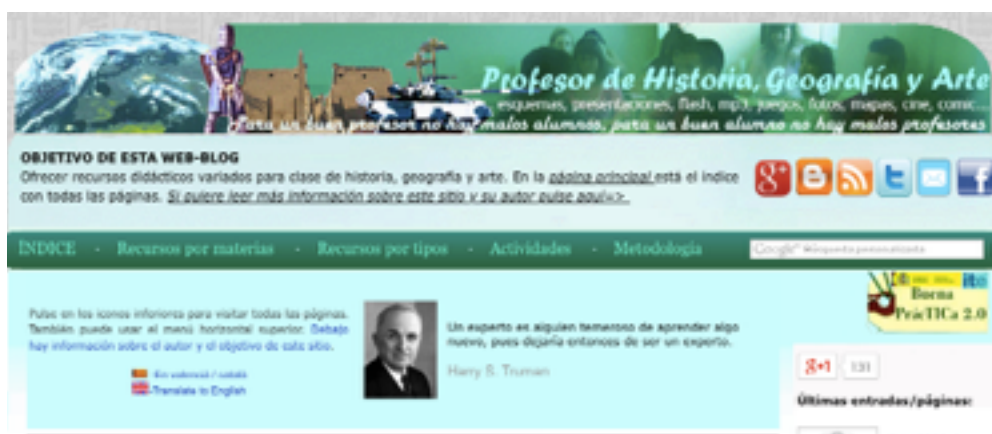 Profesor de Historia, Geografía y Arte
esquemas, presentaciones, flash, mp3, juegos, fotos, mapas, cine, comic...
Para un buen profesor no hay malos alumnos, para un buen alumno no hay malos profesores
OBJETIVO DE ESTA WEB-BLOG
Ofrecer recursos didácticos variados para clase de historia, geografía y arte. En la página principal está el índice
con todas las páginas. Si quiere leer más información sobre este sitio y su autor pulse aquí=>.
ÍNDICE - Recursos por materias - Recursos por tipos - Actividades - Metodología
Google Búsqueda personalizada
Buena
PrácTICa 2.0
Pulse en los iconos inferiores para visitar todas las páginas.
También puede usar el menú horizontal superior. Debajo
hay información sobre el autor y el objetivo de este sitio.
En valencià / català
Translate to English
Un experto es alguien temeroso de aprender algo
nuevo, pues dejaría entonces de ser un experto.
Harry S. Truman
g+1 131
Últimas entradas/páginas: